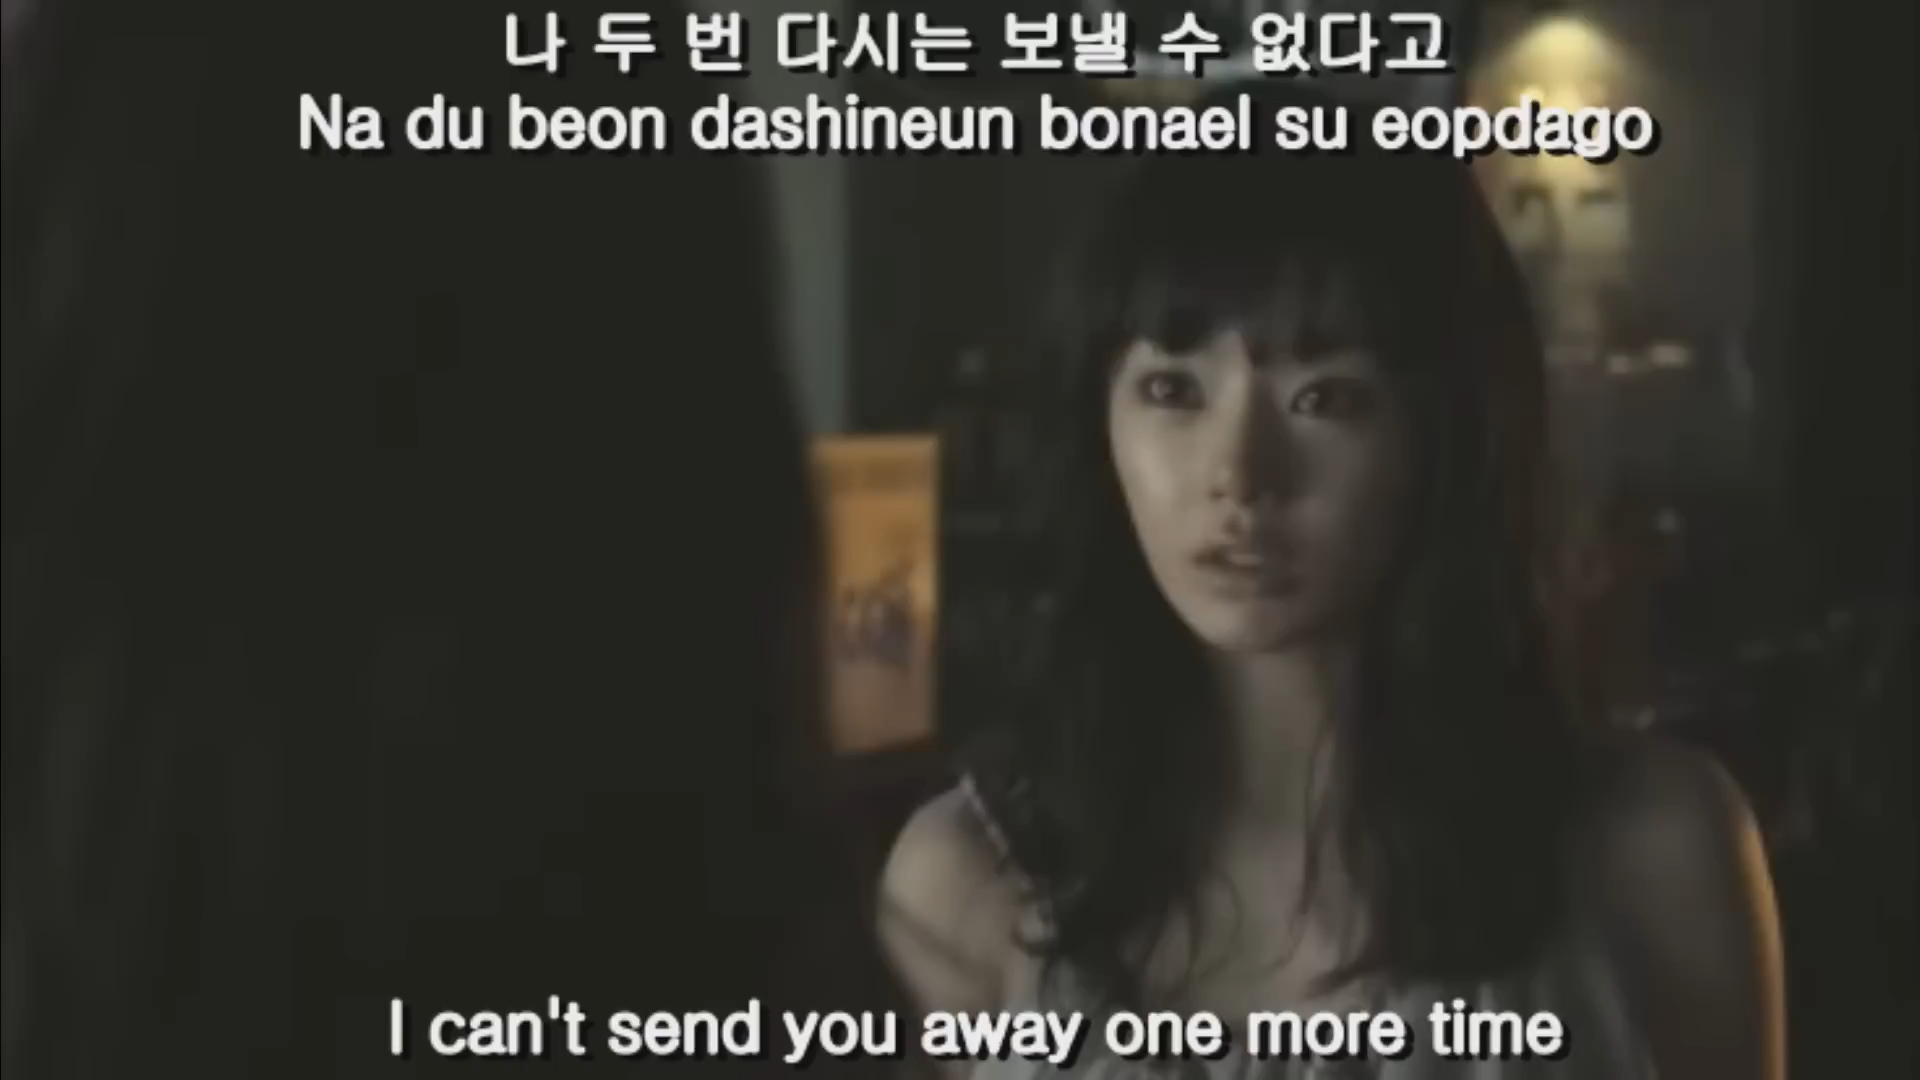 나 두 번 다시는 보낼 수 없다고
Na du beon dashineun bonael su eopdago
I can't send you away one more time